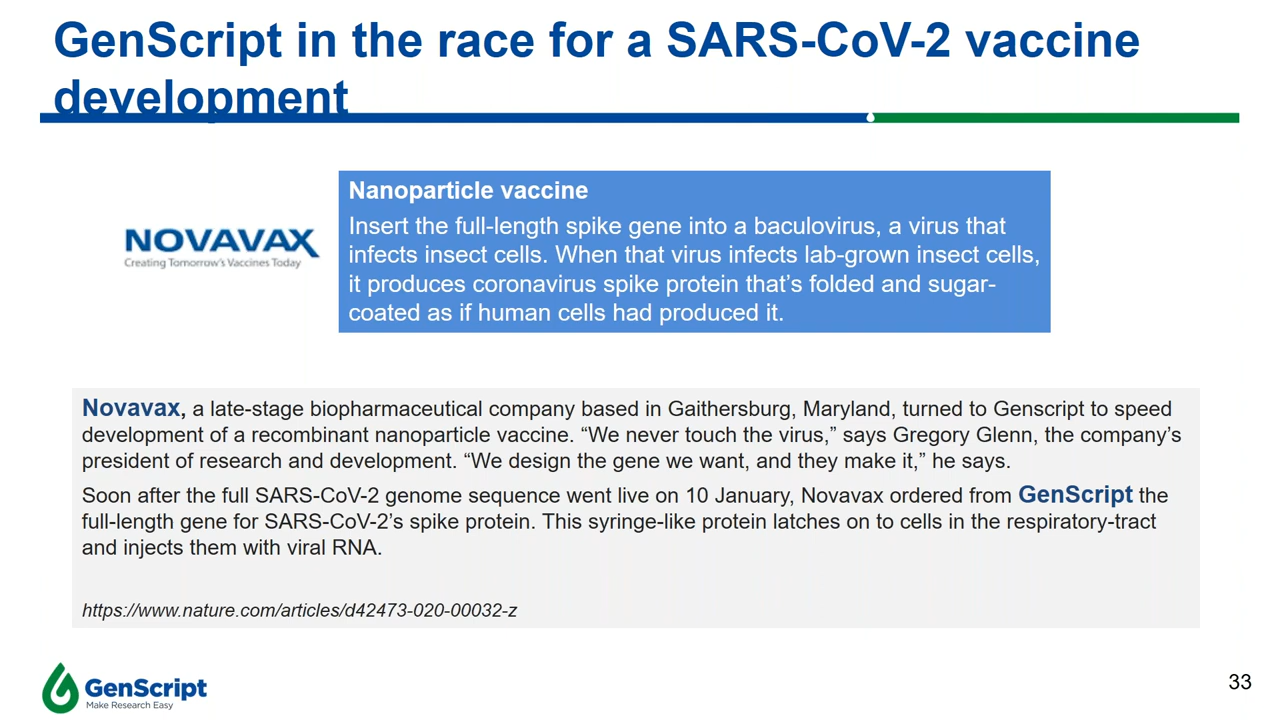 GenScript in the race for a SARS-CoV-2 vaccine
development
NOVAVAX
Creating Tomorrow's Vaccines Today
Nanoparticle vaccine
Insert the full-length spike gene into a baculovirus, a virus that
infects insect cells. When that virus infects lab-grown insect cells,
it produces coronavirus spike protein that’s folded and sugar-
coated as if human cells had produced it.
Novavax, a late-stage biopharmaceutical company based in Gaithersburg, Maryland, turned to Genscript to speed
development of a recombinant nanoparticle vaccine. “We never touch the virus,” says Gregory Glenn, the company’s
president of research and development. “We design the gene we want, and they make it,” he says.
Soon after the full SARS-CoV-2 genome sequence went live on 10 January, Novavax ordered from GenScript the
full-length gene for SARS-CoV-2’s spike protein. This syringe-like protein latches on to cells in the respiratory-tract
and injects them with viral RNA.
https://www.nature.com/articles/d42473-020-00032-z
GenScript
Make Research Easy
33